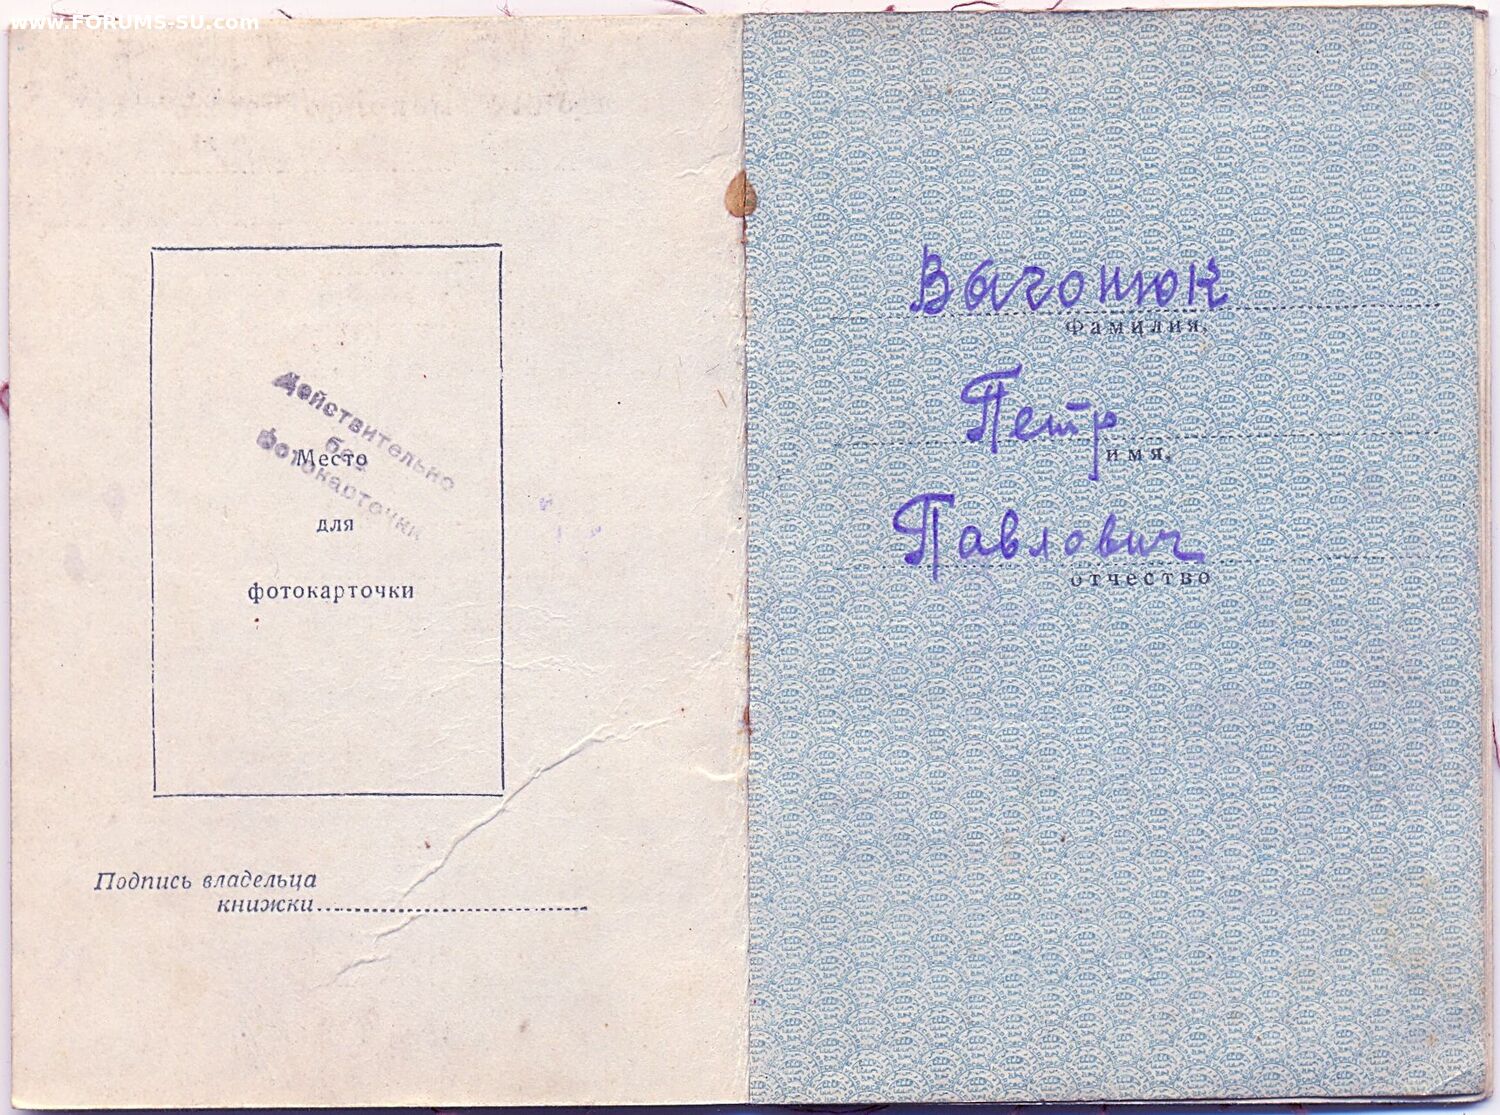 www.FORUMS-SU.com
Действительно
без
фотокарточки
Место
для
фотокарточки
Подпись владельца
книжки
Вагонюк
Фамилия,
Петр
имя,
Павлович
отчество